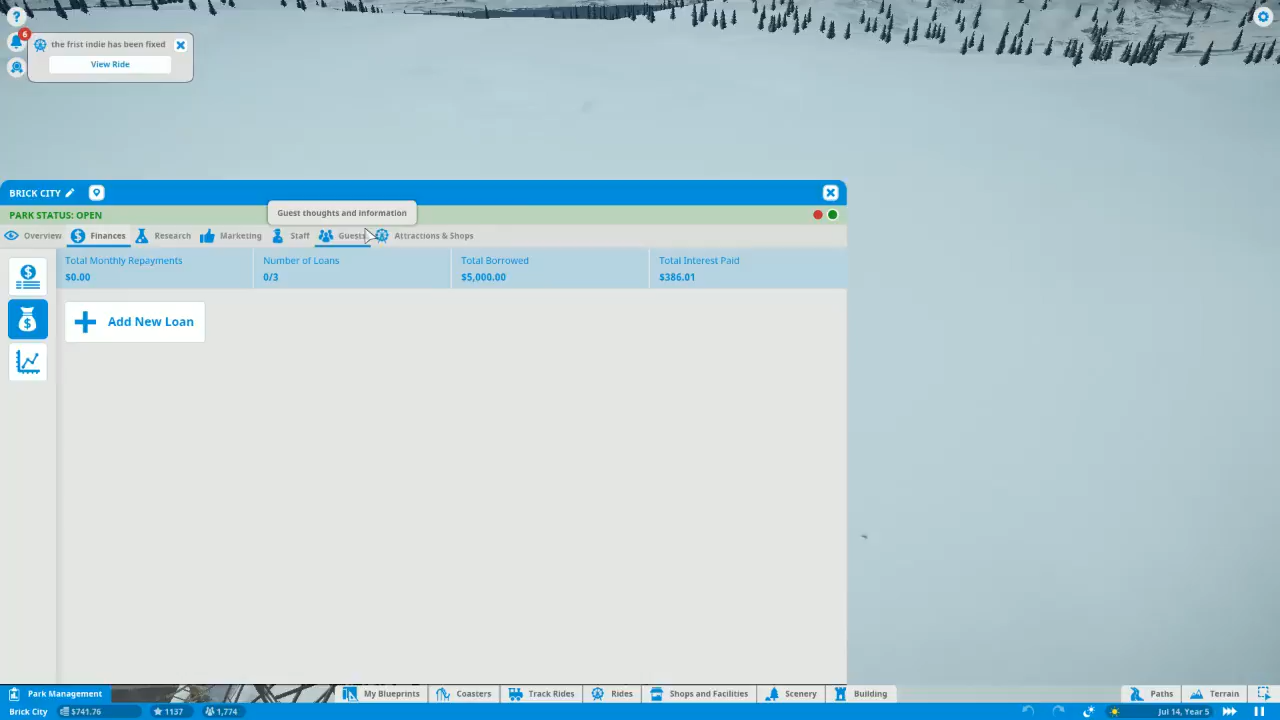 ?
6
the frist indie has been fixed
View Ride
BRICK CITY
PARK STATUS: OPEN
Guest thoughts and information
Overview
Finances
Research
Marketing
Staff
Guests
Attractions & Shops
Total Monthly Repayments
$0.00
Number of Loans
0/3
Total Borrowed
$5,000.00
Total Interest Paid
$386.01
Add New Loan
Park Management
My Blueprints
Coasters
Track Rides
Rides
Shops and Facilities
Scenery
Building
Paths
Terrain
Brick City
$741.76
1137
1,774
Jul 14, Year 5